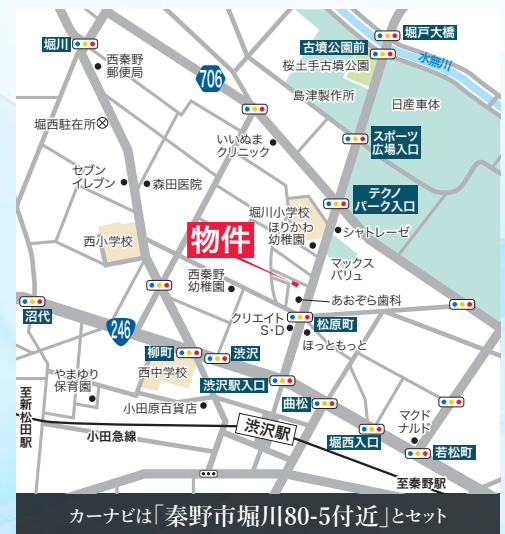 堀戸大橋
堀川
古墳公園前
水無川
西秦野
郵便局
桜土手古墳公園
706
島津製作所
日産車体
堀西駐在所
いいぬま
クリニック
スポーツ
広場入口
セブン
イレブン
森田医院
テクノ
パーク入口
堀川小学校
ほりかわ
幼稚園
シャトレーゼ
西小学校
物件
マックス
バリュ
西秦野
幼稚園
あおぞら歯科
沼代
246
クリエイト
S・D
松原町
ほっともっと
柳町
渋沢
西中学校
渋沢駅入口
やまゆり
保育園
曲松
小田原百貨店
マクド
ナルド
至新松田駅
渋沢駅
堀西入口
若松町
小田急線
至秦野駅
カーナビは「秦野市堀川80-5付近」とセット